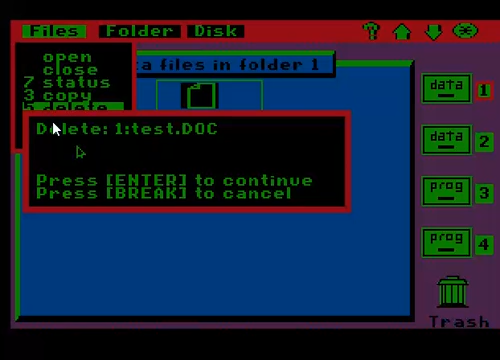 Files Folder Disk ?
open
close
7 status
3 copy
5 delete
ta files in folder 1
Delete: 1:test.DOC
Press [ENTER] to continue
Press [BREAK] to cancel
data 1
data 2
prog 3
prog 4
Trash